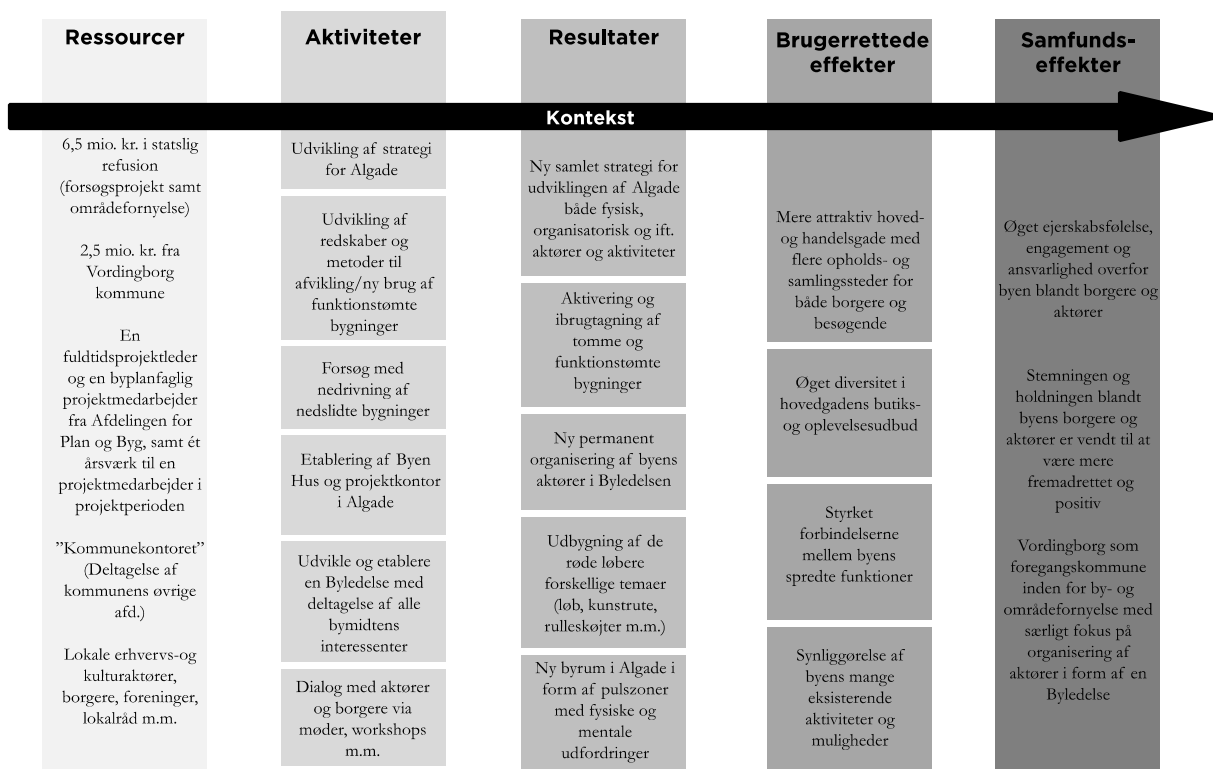 Ressourcer
Aktiviteter
Resultater
Brugerrettede
effekter
Samfunds-
effekter
Kontekst
6,5 mio. kr. i statslig
refusion
(forsøgsprojekt samt
områdefornyelse)
2,5 mio. kr. fra
Vordingborg
kommune
En
fuldtidsprojektleder
og en byplanfaglig
projektmedarbejder
fra Afdelingen for
Plan og Byg, samt ét
årsværk til en
projektmedarbejder i
projektperioden
”Kommunekontoret”
(Deltagelse af
kommunens øvrige
afd.)
Lokale erhvervs-og
kulturaktører,
borgere, foreninger,
lokalråd m.m.
Udvikling af strategi
for Algade
Udvikling af
redskaber og
metoder til
afvikling/ny brug af
funktionstømte
bygninger
Forsøg med
nedrivning af
nedslidte bygninger
Etablering af Byen
Hus og projektkontor
i Algade
Udvikle og etablere
en Byledelse med
deltagelse af alle
bymidtens
interessenter
Dialog med aktører
og borgere via
møder, workshops
m.m.
Ny samlet strategi for
udviklingen af Algade
både fysisk,
organisatorisk og ift.
aktører og aktiviteter
Aktivering og
ibrugtagning af
tomme og
funktionstømte
bygninger
Ny permanent
organisering af byens
aktører i Byledelsen
Udbygning af de
røde løbere
forskellige temaer
(løb, kunstrute,
rulleskøjter m.m.)
Ny byrum i Algade i
form af pulszoner
med fysiske og
mentale
udfordringer
Mere attraktiv hoved-
og handelsgade med
flere opholds- og
samlingssteder for
både borgere og
besøgende
Øget diversitet i
hovedgadens butiks-
og oplevelsesudbud
Styrket
forbindelserne
mellem byens
spredte funktioner
Synliggørelse af
byens mange
eksisterende
aktiviteter og
muligheder
Øget ejerskabsfølelse,
engagement og
ansvarlighed overfor
byen blandt borgere og
aktører
Stemningen og
holdningen blandt
byens borgere og
aktører er vendt til at
være mere
fremadrettet og
positiv
Vordingborg som
foregangskommune
inden for by- og
områdefornyelse med
særligt fokus på
organisering af
aktører i form af en
Byledelse